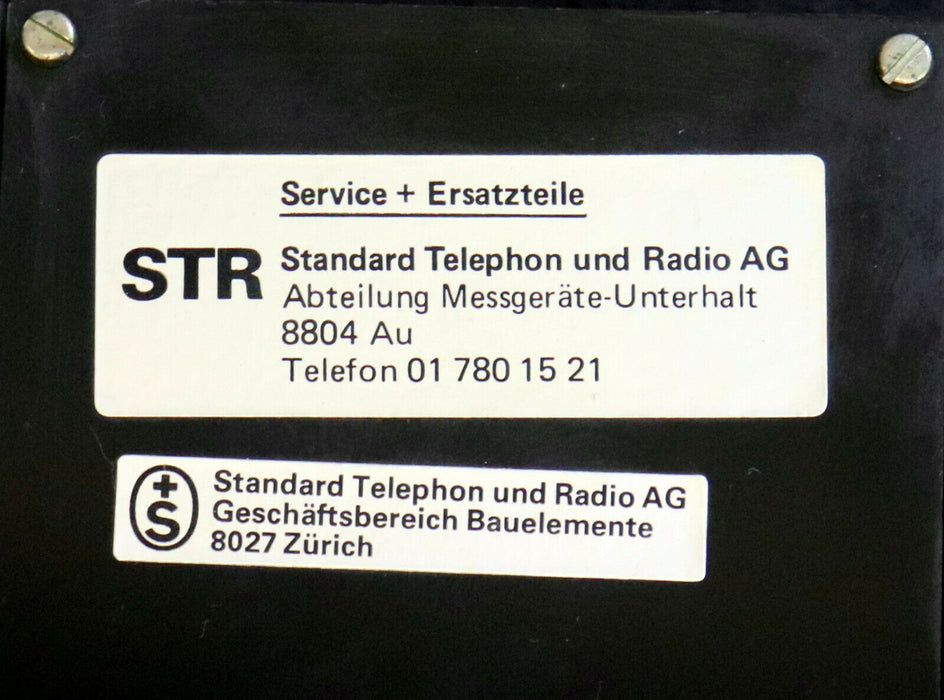 Service + Ersatzteile
STR
Standard Telephon und Radio AG
Abteilung Messgeräte-Unterhalt
8804 Au
Telefon 01 780 15 21
+
S
Standard Telephon und Radio AG
Geschäftsbereich Bauelemente
8027 Zürich